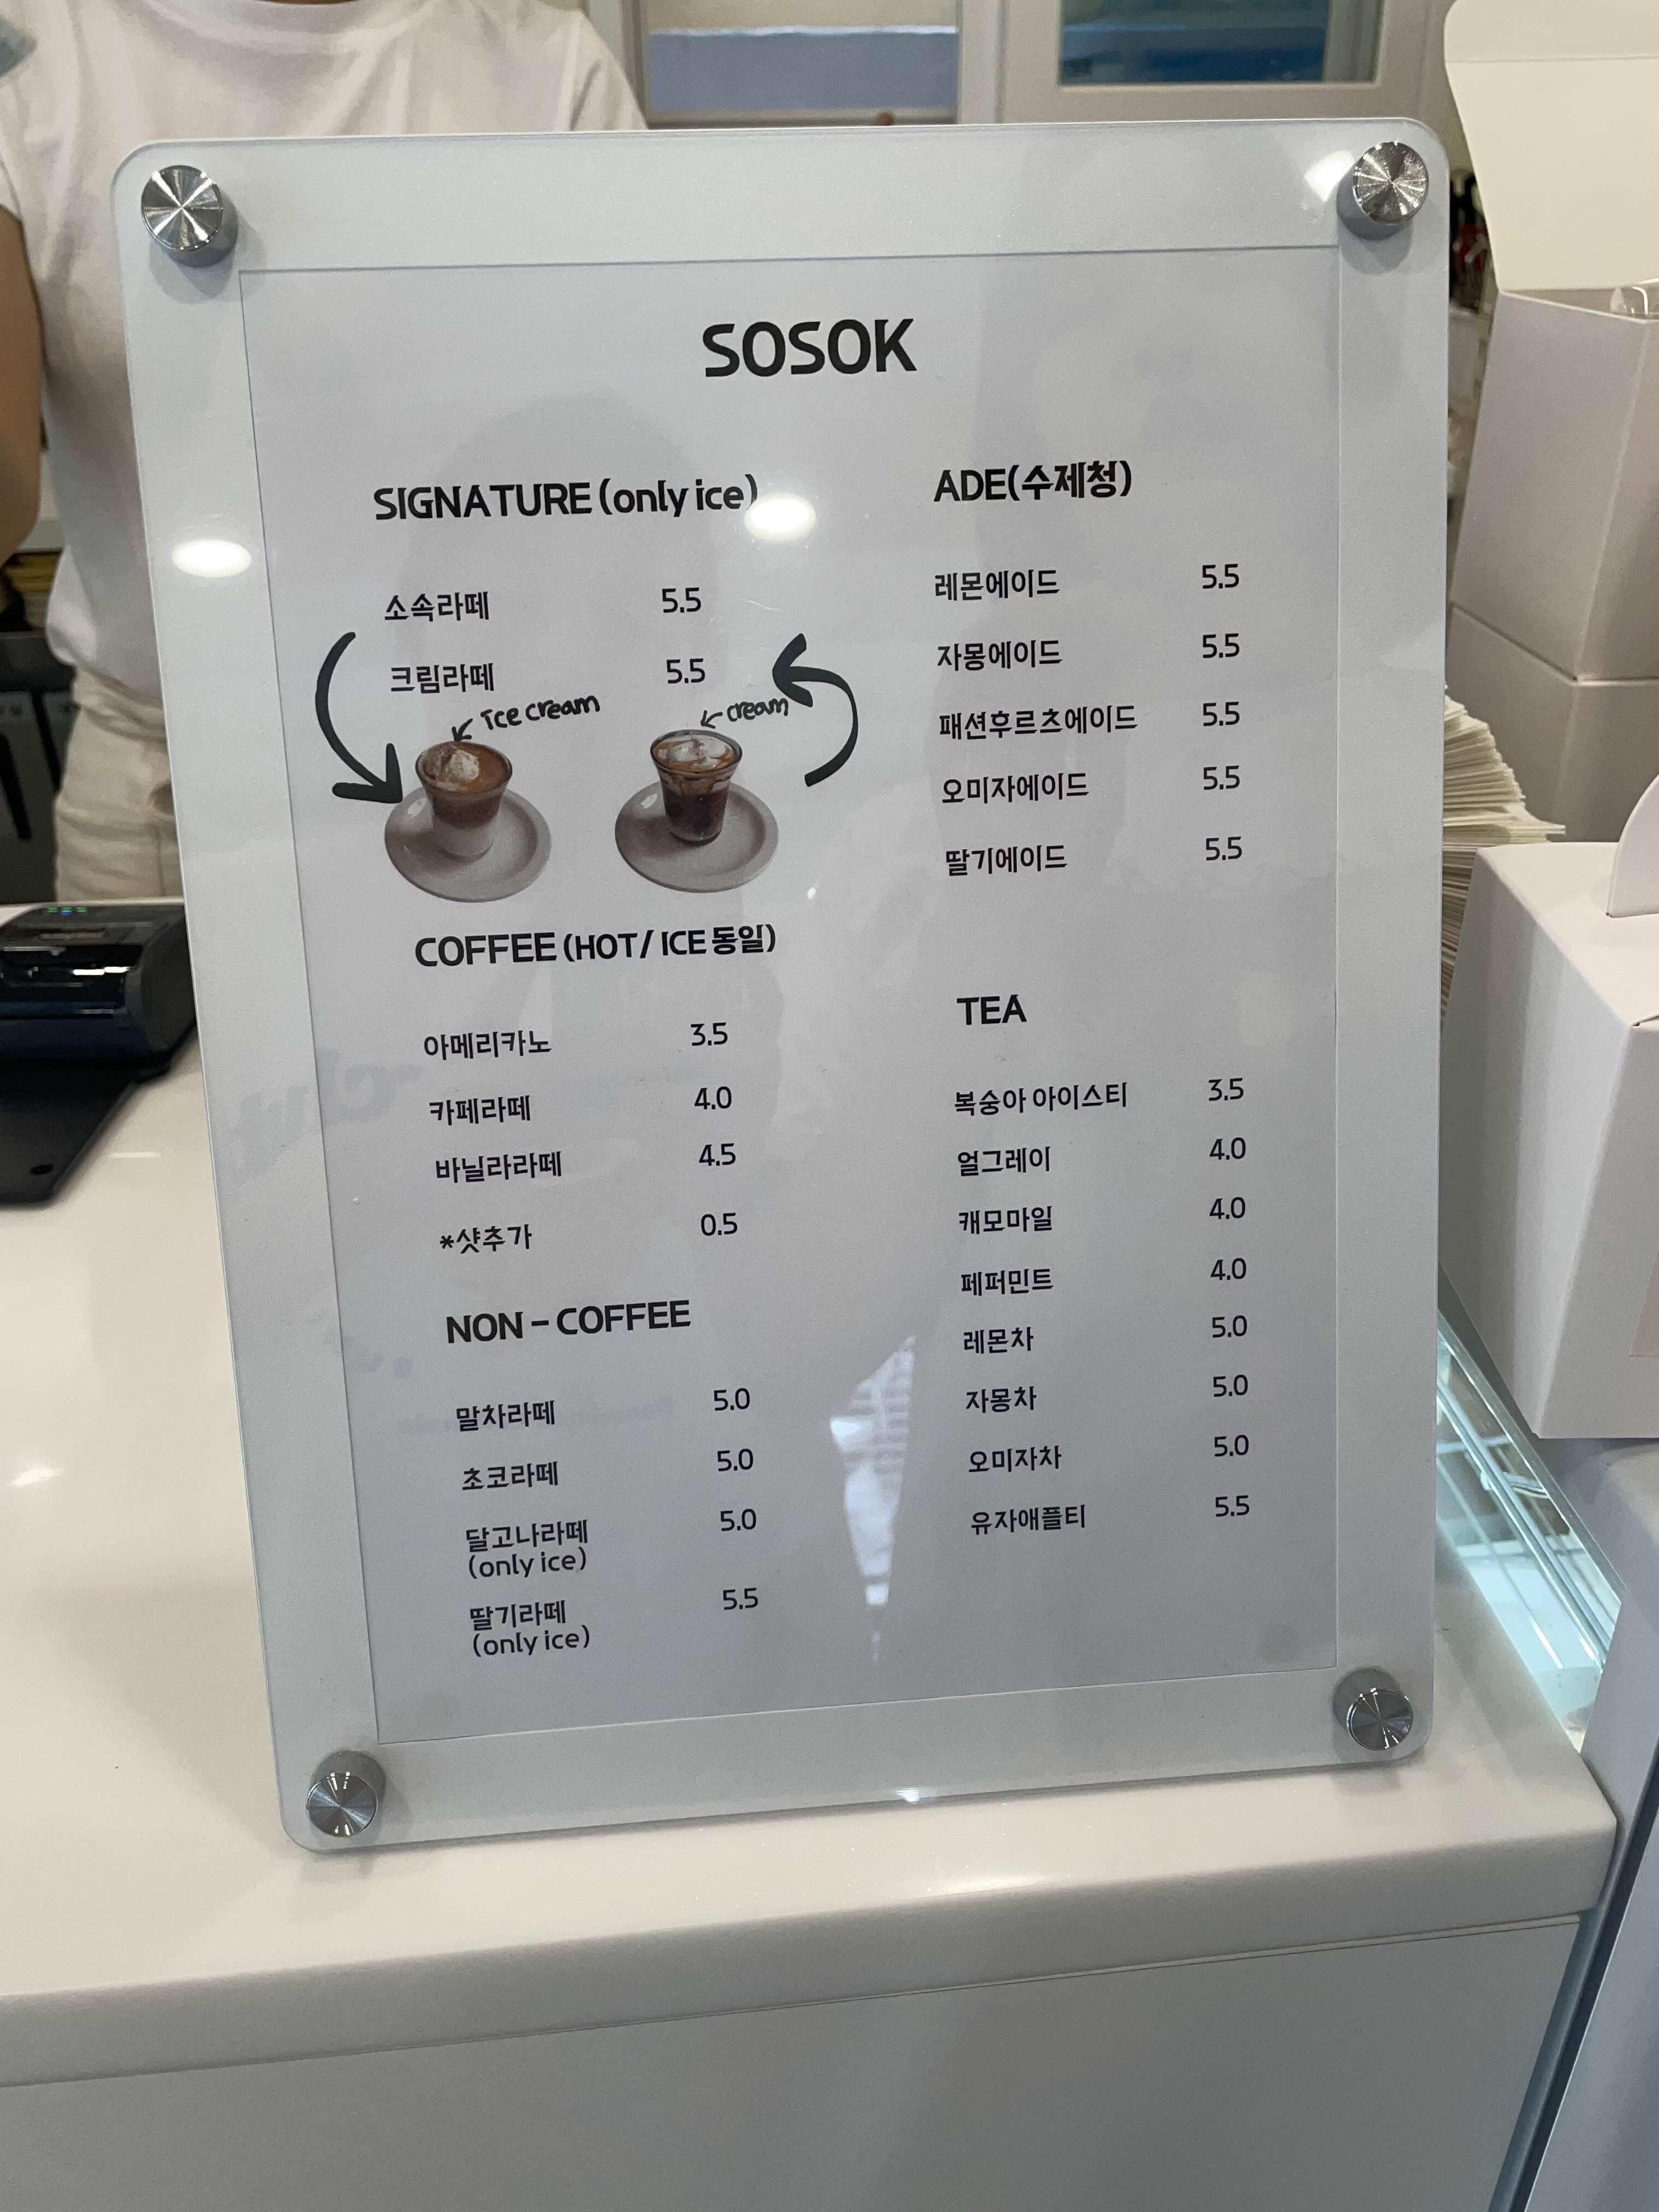 SOSOK
SIGNATURE (only ice)
소속라떼 5.5
크림라떼 5.5
Ice cream
cream
COFFEE (HOT/ ICE 동일)
아메리카노 3.5
카페라떼 4.0
바닐라라떼 4.5
*샷추가 0.5
NON - COFFEE
말차라떼 5.0
초코라떼 5.0
달고나라떼 5.0
(only ice)
딸기라떼 5.5
(only ice)
ADE(수제청)
레몬에이드 5.5
자몽에이드 5.5
패션후르츠에이드 5.5
오미자에이드 5.5
딸기에이드 5.5
TEA
복숭아 아이스티 3.5
얼그레이 4.0
캐모마일 4.0
페퍼민트 4.0
레몬차 5.0
자몽차 5.0
오미자차 5.0
유자애플티 5.5